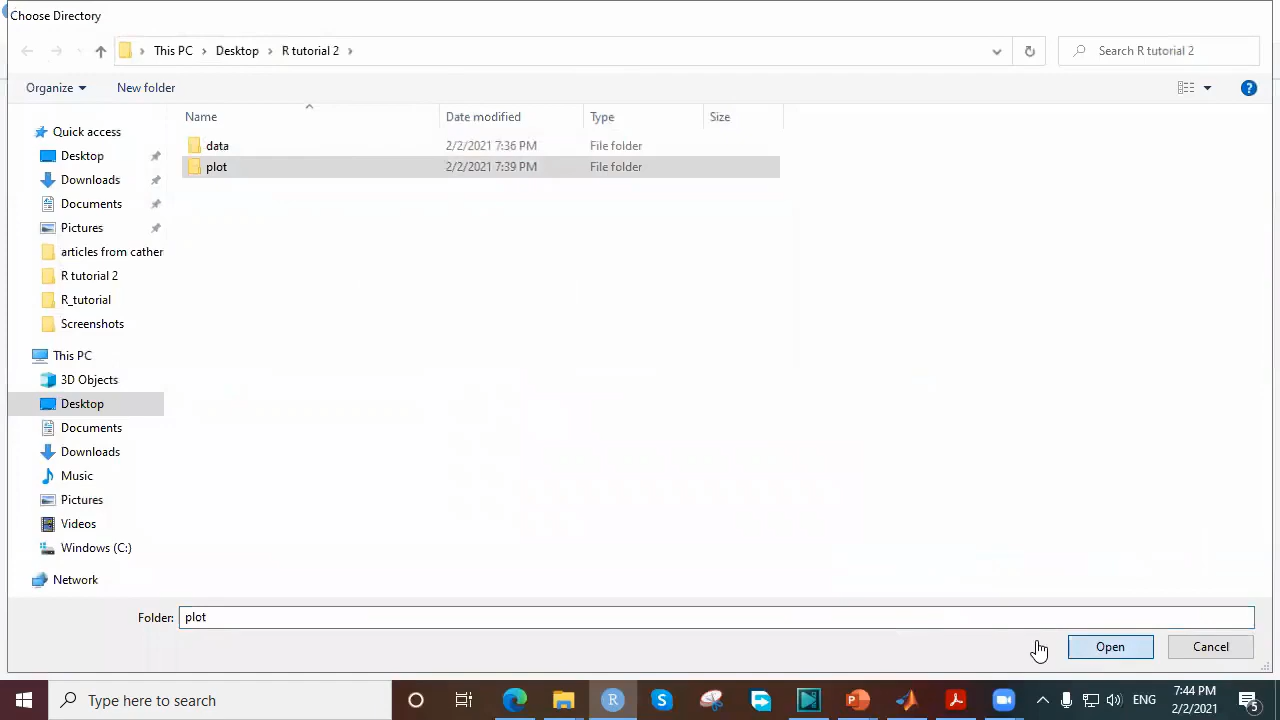 Choose Directory
This PC
Desktop
R tutorial 2
Search R tutorial 2
Organize
New folder
Name
Date modified
Type
Size
data
2/2/2021 7:36 PM
File folder
plot
2/2/2021 7:39 PM
File folder
Quick access
Desktop
Downloads
Documents
Pictures
articles from cather
R tutorial 2
R_tutorial
Screenshots
This PC
3D Objects
Desktop
Documents
Downloads
Music
Pictures
Videos
Windows (C:)
Network
Folder:
plot
Open
Cancel
Type here to search
ENG
7:44 PM
2/2/2021
5